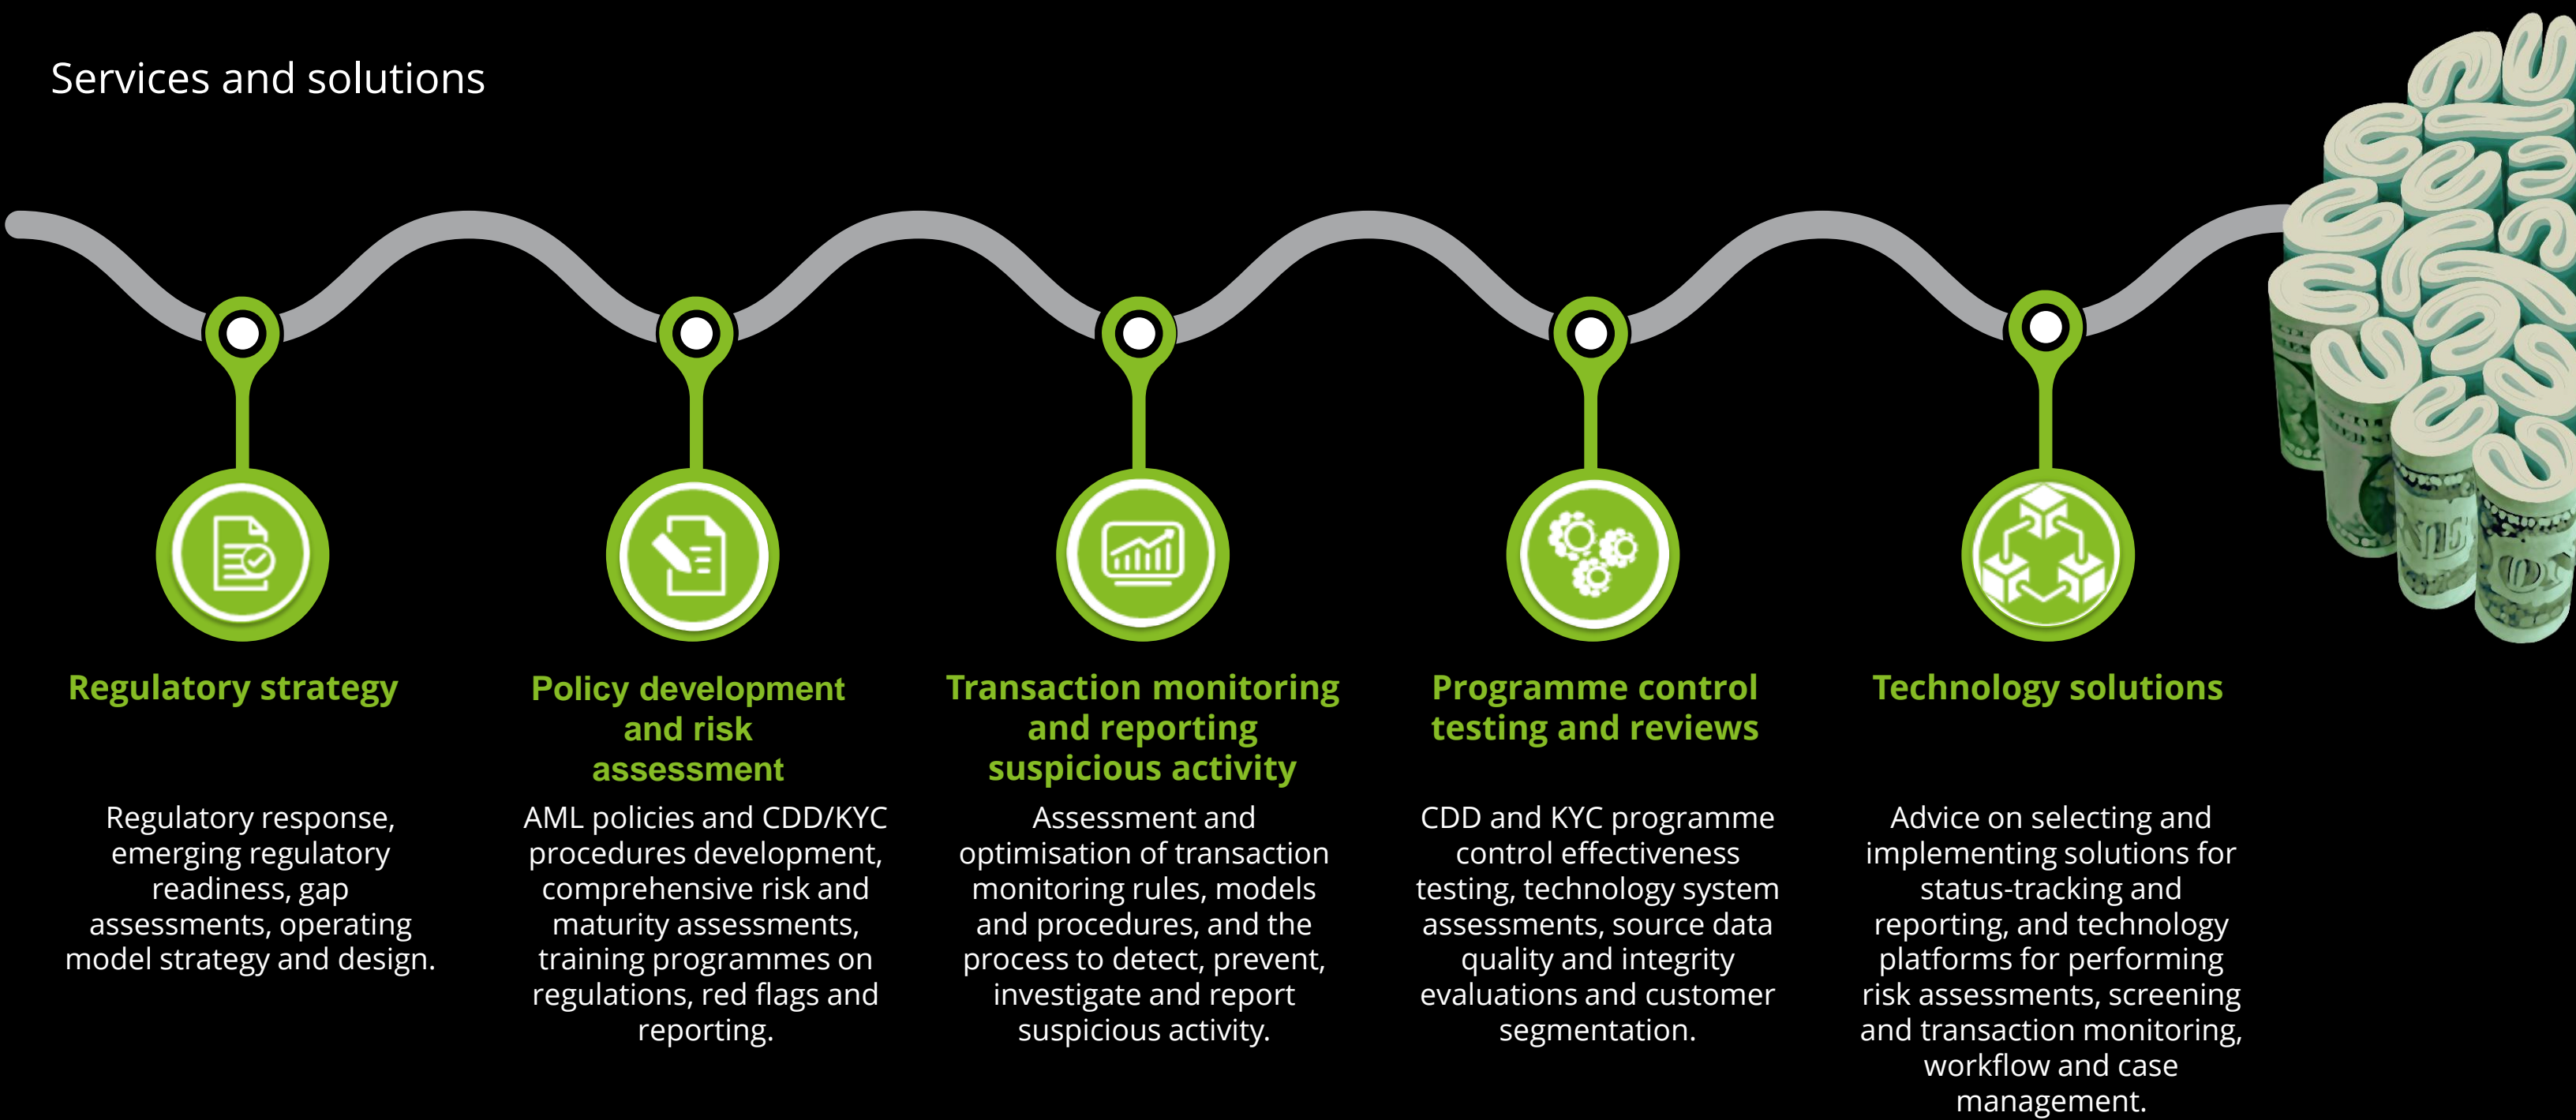 Services and solutions
Regulatory strategy
Regulatory response,
emerging regulatory
readiness, gap
assessments, operating
model strategy and design.
Policy development
and risk
assessment
AML policies and CDD/KYC
procedures development,
comprehensive risk and
maturity assessments,
training programmes on
regulations, red flags and
reporting.
Transaction monitoring
and reporting
suspicious activity
Assessment and
optimisation of transaction
monitoring rules, models
and procedures, and the
process to detect, prevent,
investigate and report
suspicious activity.
Programme control
testing and reviews
CDD and KYC programme
control effectiveness
testing, technology system
assessments, source data
quality and integrity
evaluations and customer
segmentation.
Technology solutions
Advice on selecting and
implementing solutions for
status-tracking and
reporting, and technology
platforms for performing
risk assessments, screening
and transaction monitoring,
workflow and case
management.